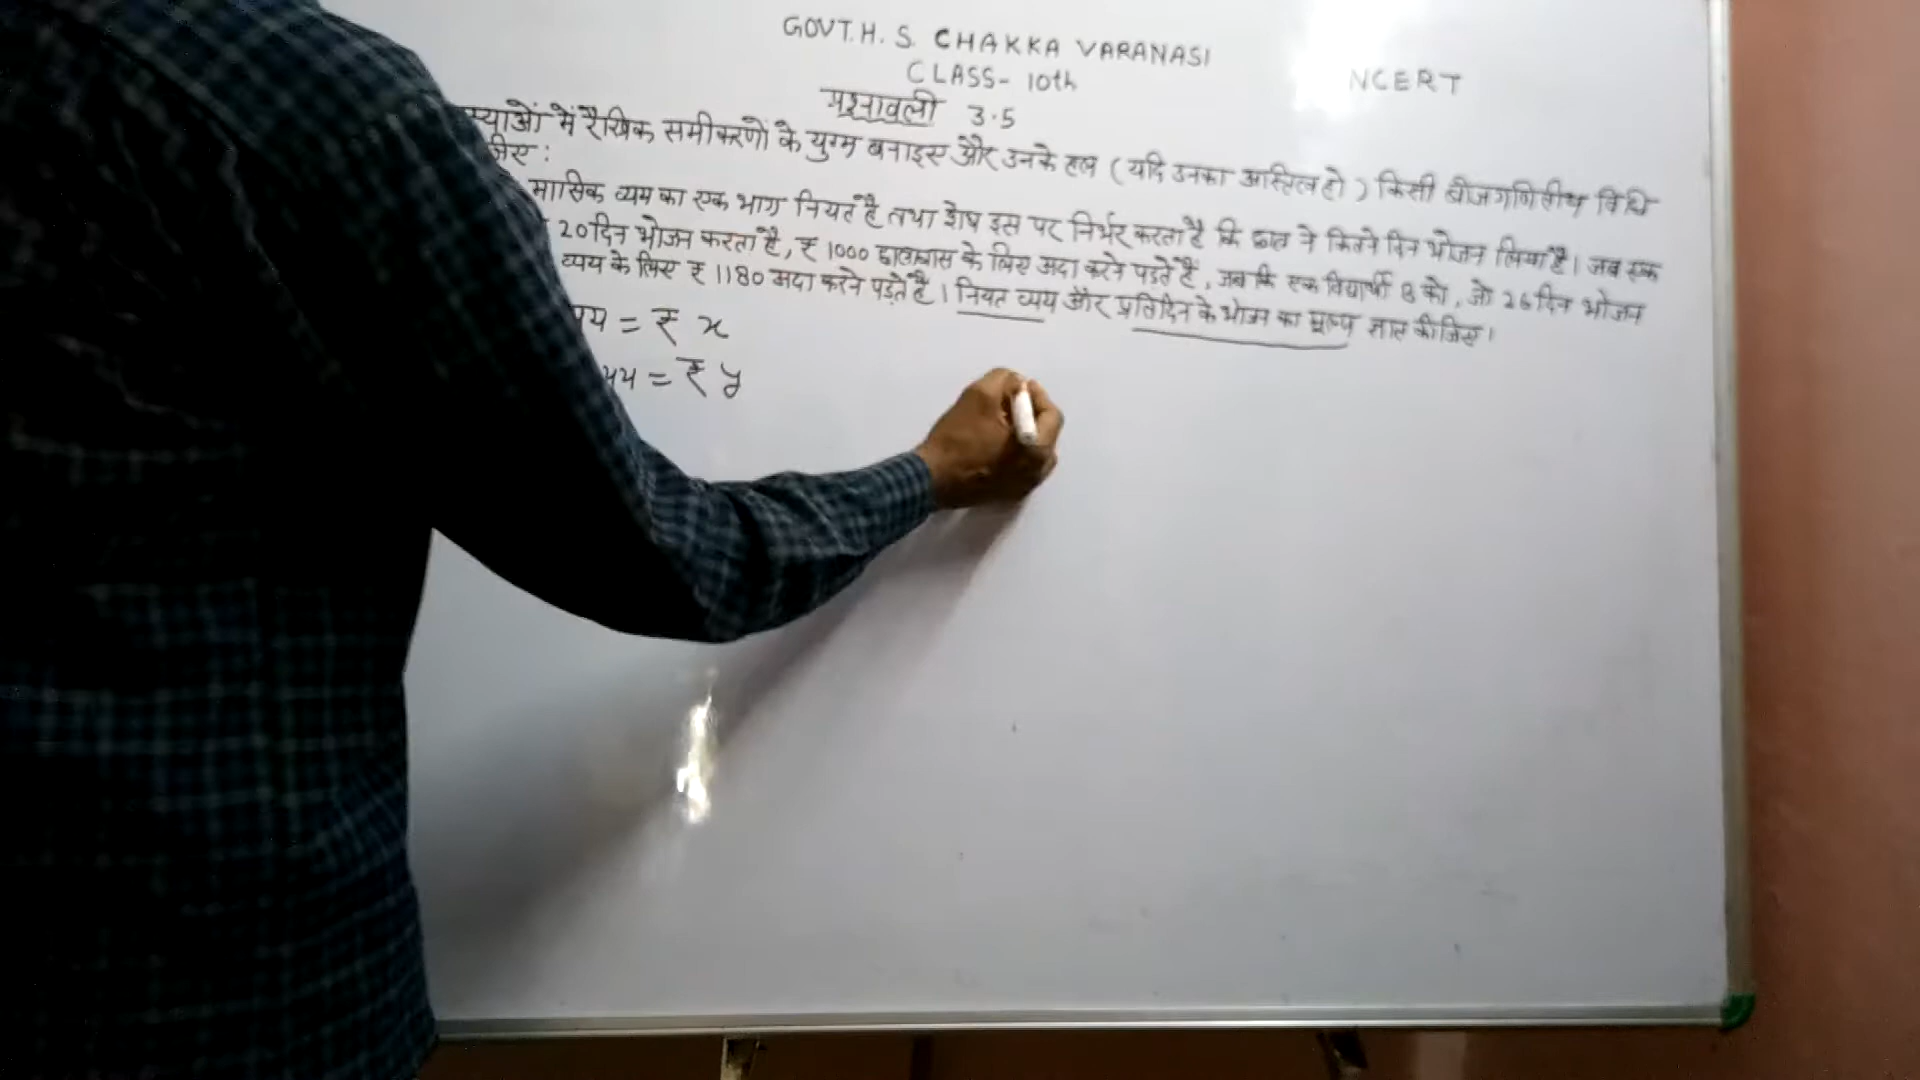 GOVT. H. S. CHAKKA VARANASI
CLASS- 10th
NCERT
प्रश्नावली 3.5
में रैखिक समीकरणों के युग्म बनाइए और उनके हल ( यदि उनका अस्तित्व हो ) किसी बीजगणितीय विधि
मासिक व्यय का एक भाग नियत है तथा शेष इस पर निर्भर करता है कि छात्र ने कितने दिन भोजन लिया है। जब एक
20 दिन भोजन करता है, ₹ 1000 छात्रावास के लिए अदा करने पड़ते हैं, जब कि एक विद्यार्थी B को, जो 26 दिन भोजन
व्यय के लिए ₹ 1180 अदा करने पड़ते हैं। नियत व्यय और प्रतिदिन के भोजन का मूल्य ज्ञात कीजिए।
= ₹ x
= ₹ y